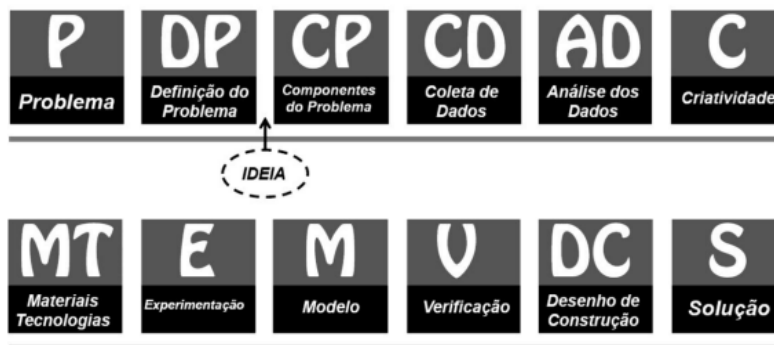 P DP CP CD AD C
Problema
Definição do
Problema
Componentes
do Problema
Coleta de
Dados
Análise dos
Dados
Criatividade
IDEIA
MT E M V DC S
Materiais
Tecnologias
Experimentação
Modelo
Verificação
Desenho de
Construção
Solução